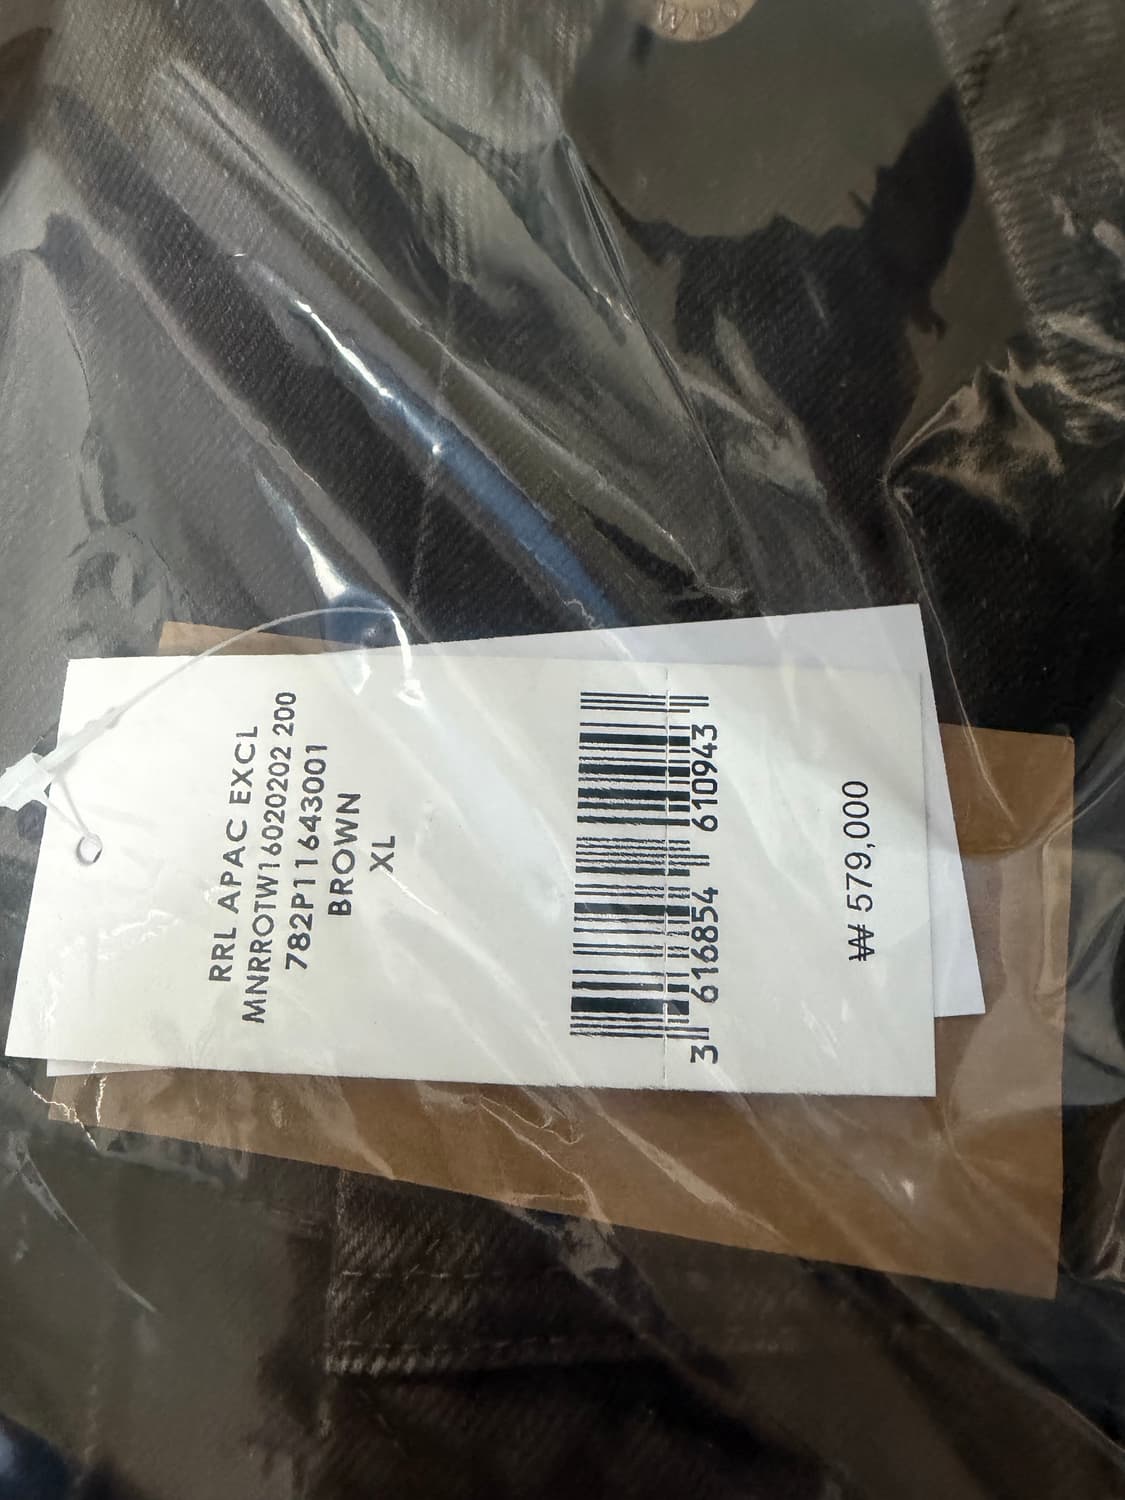 RRL APAC EXCL
MNRROTW16020202 200
782P11643001
BROWN
XL
3 616854 610943
₩ 579,000